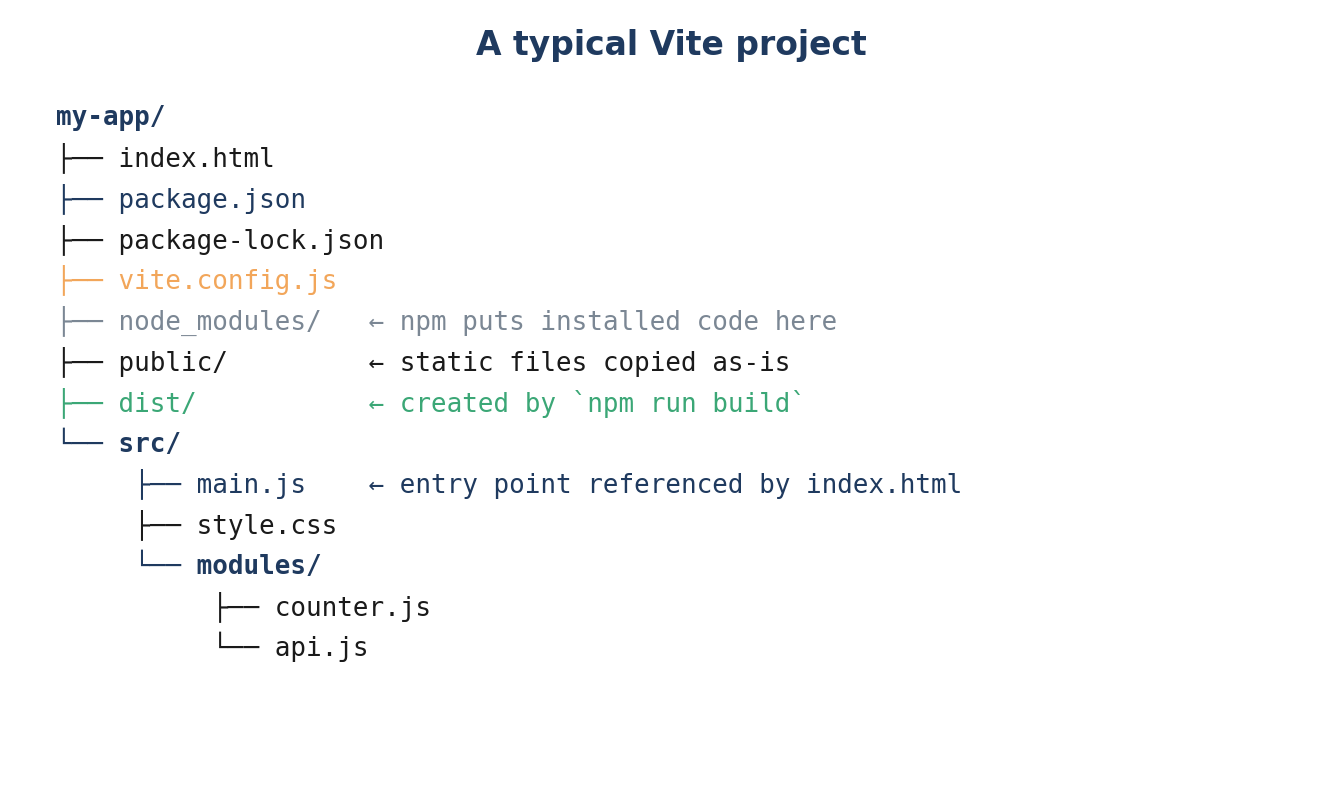 A typical Vite project
my-app/
├── index.html
├── package.json
├── package-lock.json
├── vite.config.js
├── node_modules/   ← npm puts installed code here
├── public/         ← static files copied as-is
├── dist/           ← created by `npm run build`
└── src/
     ├── main.js    ← entry point referenced by index.html
     ├── style.css
     └── modules/
          ├── counter.js
          └── api.js